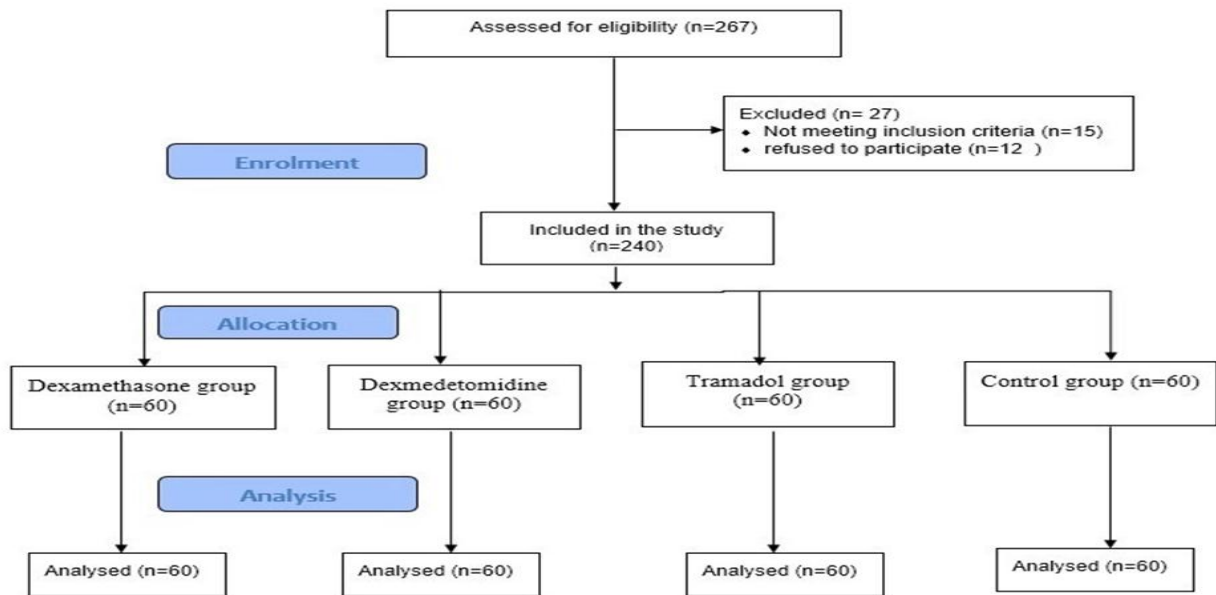 Assessed for eligibility (n=267)
Excluded (n= 27)
♦ Not meeting inclusion criteria (n=15)
♦ refused to participate (n=12 )
Enrolment
Included in the study
(n=240)
Allocation
Dexamethasone group
(n=60)
Dexmedetomidine
group (n=60)
Tramadol group
(n=60)
Control group (n=60)
Analysis
Analysed (n=60)
Analysed (n=60)
Analysed (n=60)
Analysed (n=60)